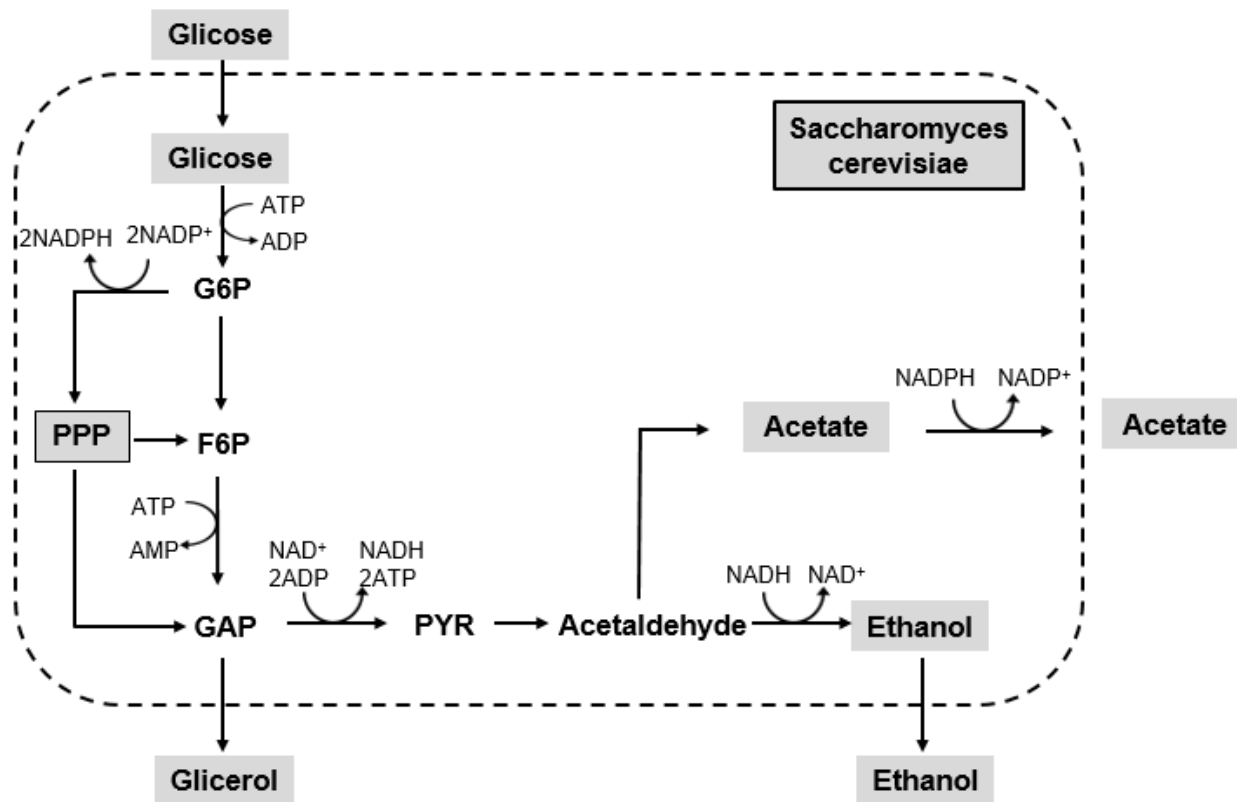 Glicose
Saccharomyces
cerevisiae
Glicose
ATP
2NADPH 2NADP+
ADP
G6P
NADPH NADP+
PPP
F6P
Acetate
Acetate
ATP
AMP
NAD+ NADH
2ADP 2ATP
NADH NAD+
GAP
PYR
Acetaldehyde
Ethanol
Glicerol
Ethanol